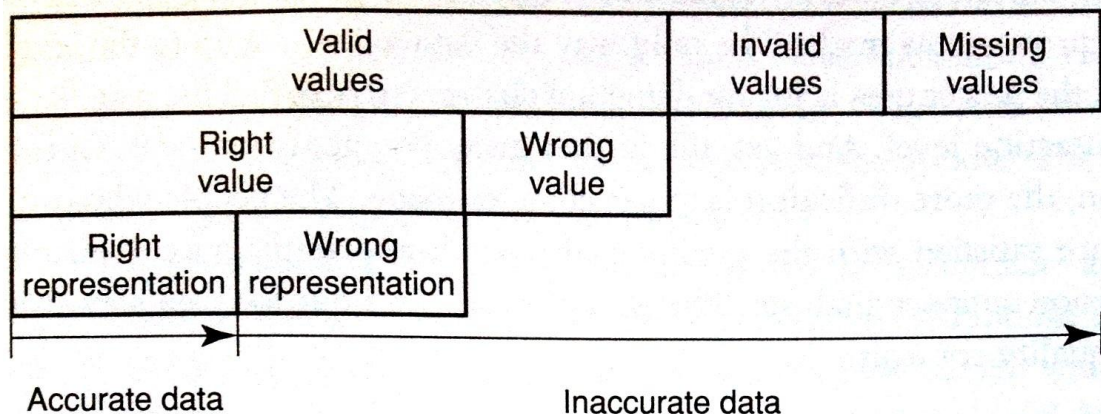 Valid
values
Invalid
values
Missing
values
Right
value
Wrong
value
Right
representation
Wrong
representation
Accurate data
Inaccurate data